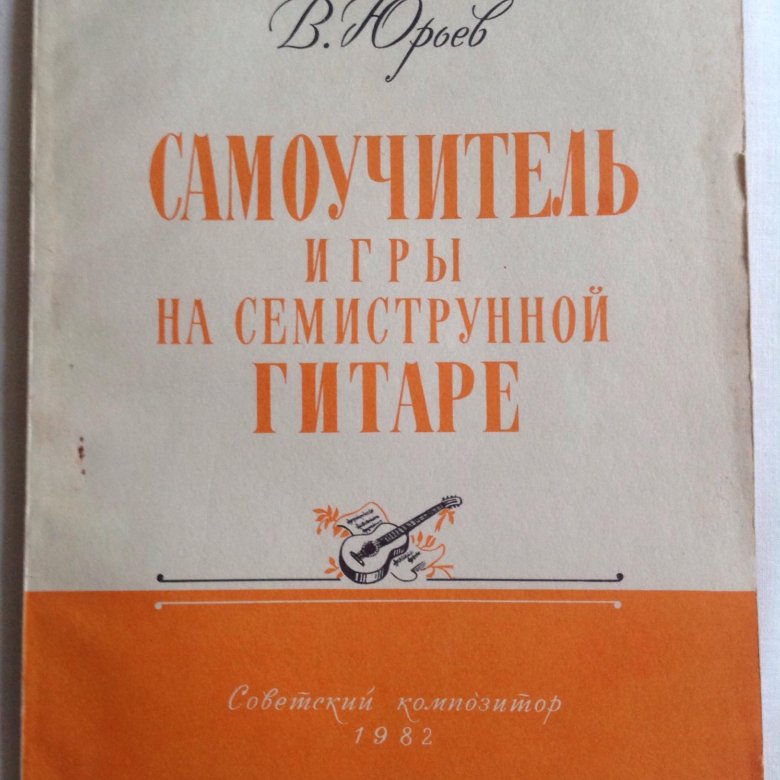 В. Юрьев
САМОУЧИТЕЛЬ
ИГРЫ
НА СЕМИСТРУННОЙ
ГИТАРЕ
Советский композитор
1982